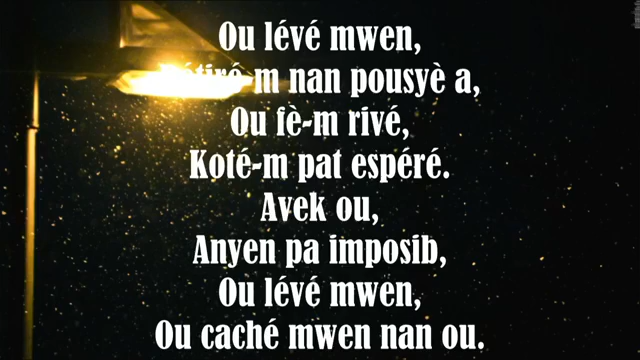 Ou lévé mwen,
m nan pousyè a,
Ou fè-m rivé,
Koté-m pat espéré.
Avek ou,
Anyen pa imposib,
Ou lévé mwen,
Ou caché mwen nan ou.